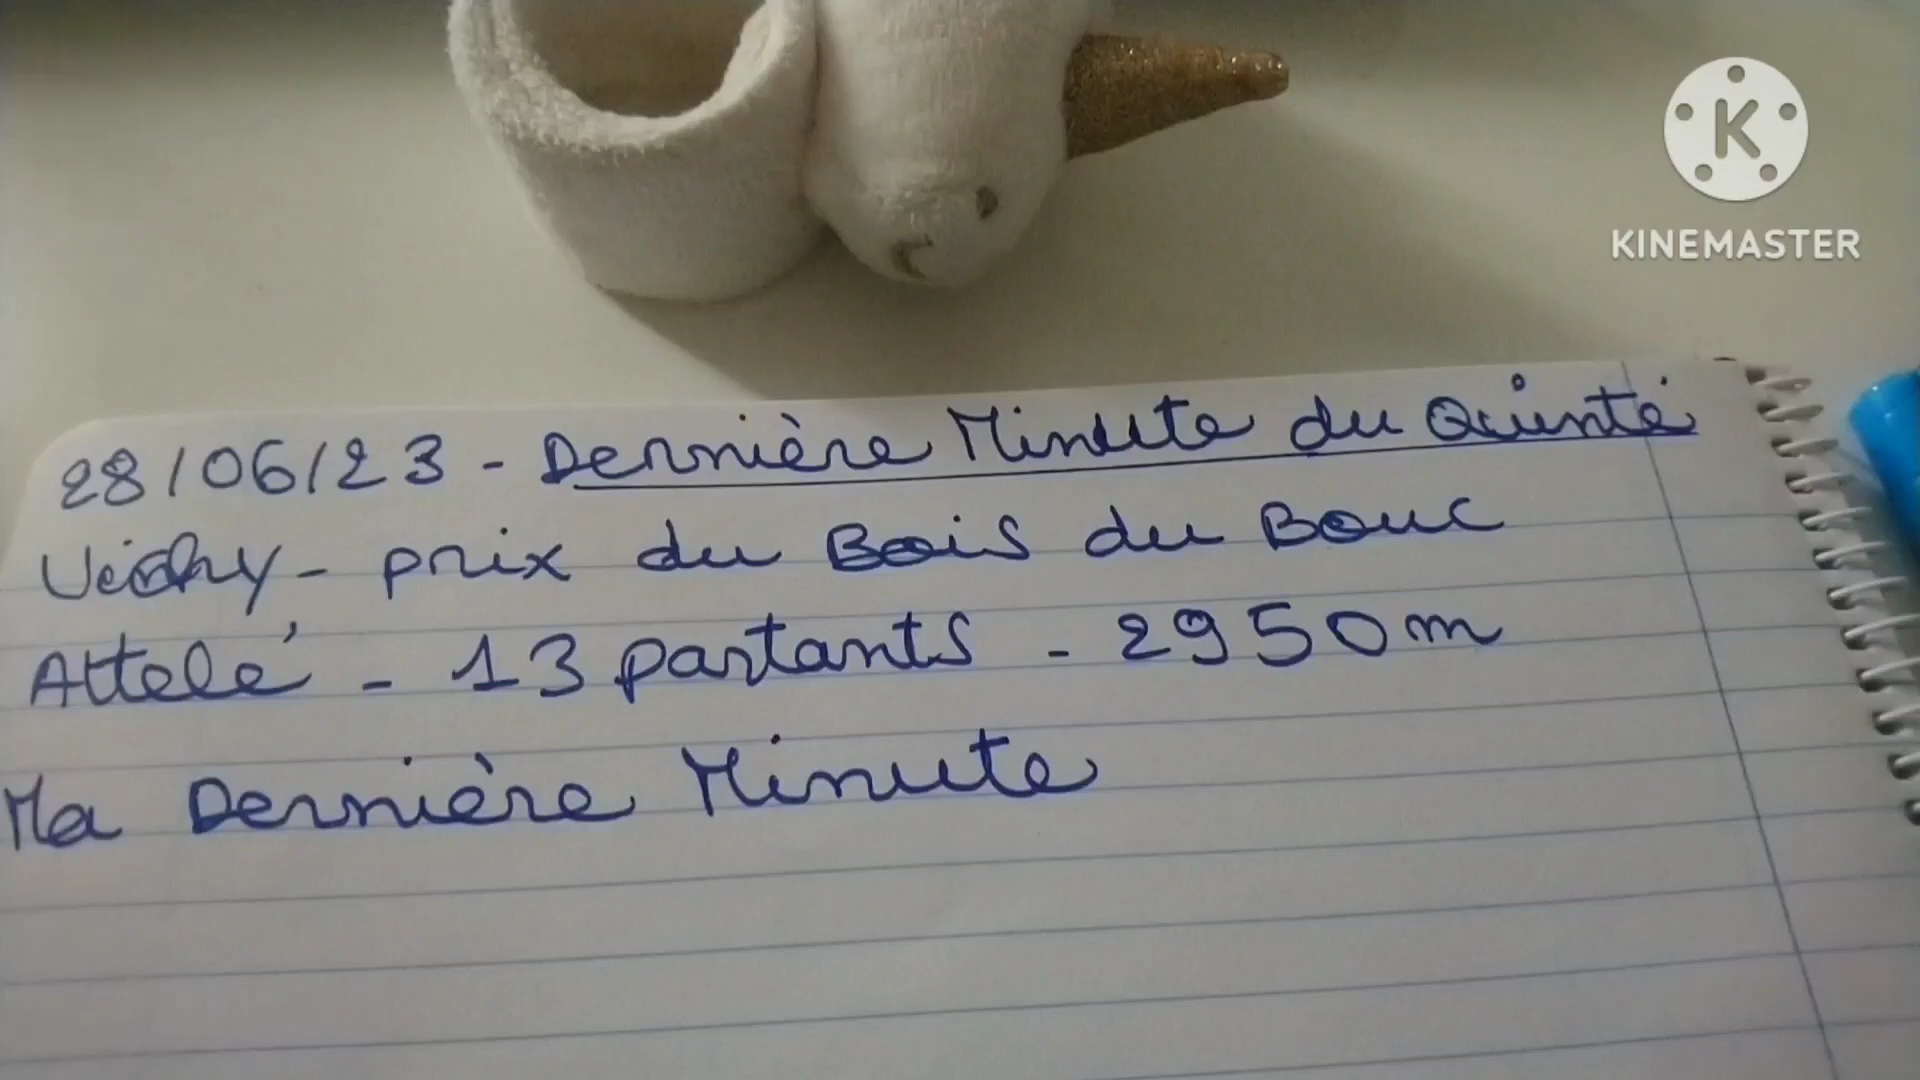 K
KINEMASTER
28/06/23 - Dernière Minute du Quinté
Vichy - prix du Bois du Bouc
Attelé - 13 partants - 2950m
Ma Dernière Minute